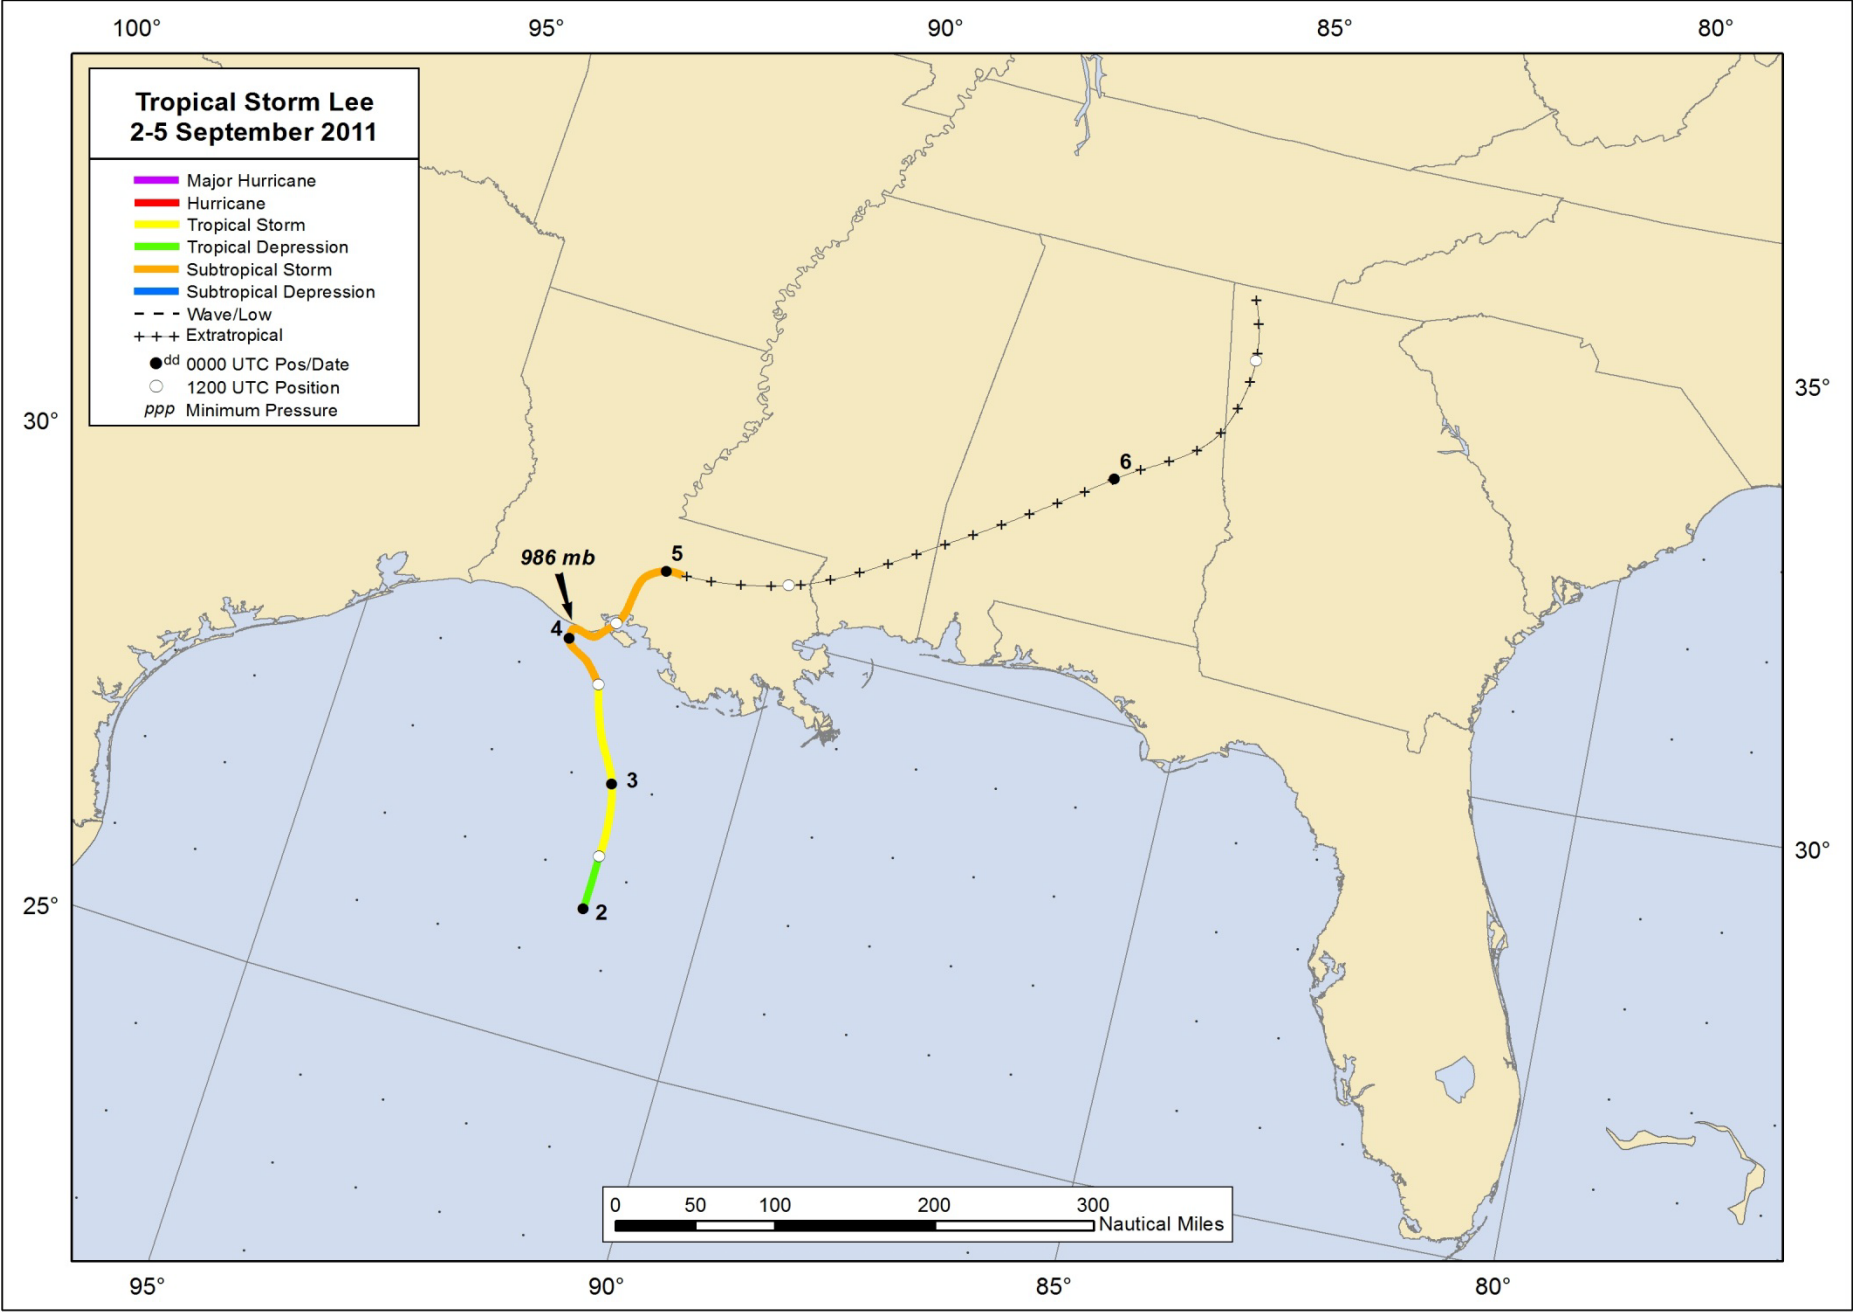 100° 95° 90° 85° 80°
Tropical Storm Lee
2-5 September 2011
Major Hurricane
Hurricane
Tropical Storm
Tropical Depression
Subtropical Storm
Subtropical Depression
Wave/Low
Extratropical
dd 0000 UTC Pos/Date
1200 UTC Position
ppp Minimum Pressure
35°
30°
6
986 mb
5
4
3
30°
25°
2
0 50 100 200 300
Nautical Miles
95° 90° 85° 80°